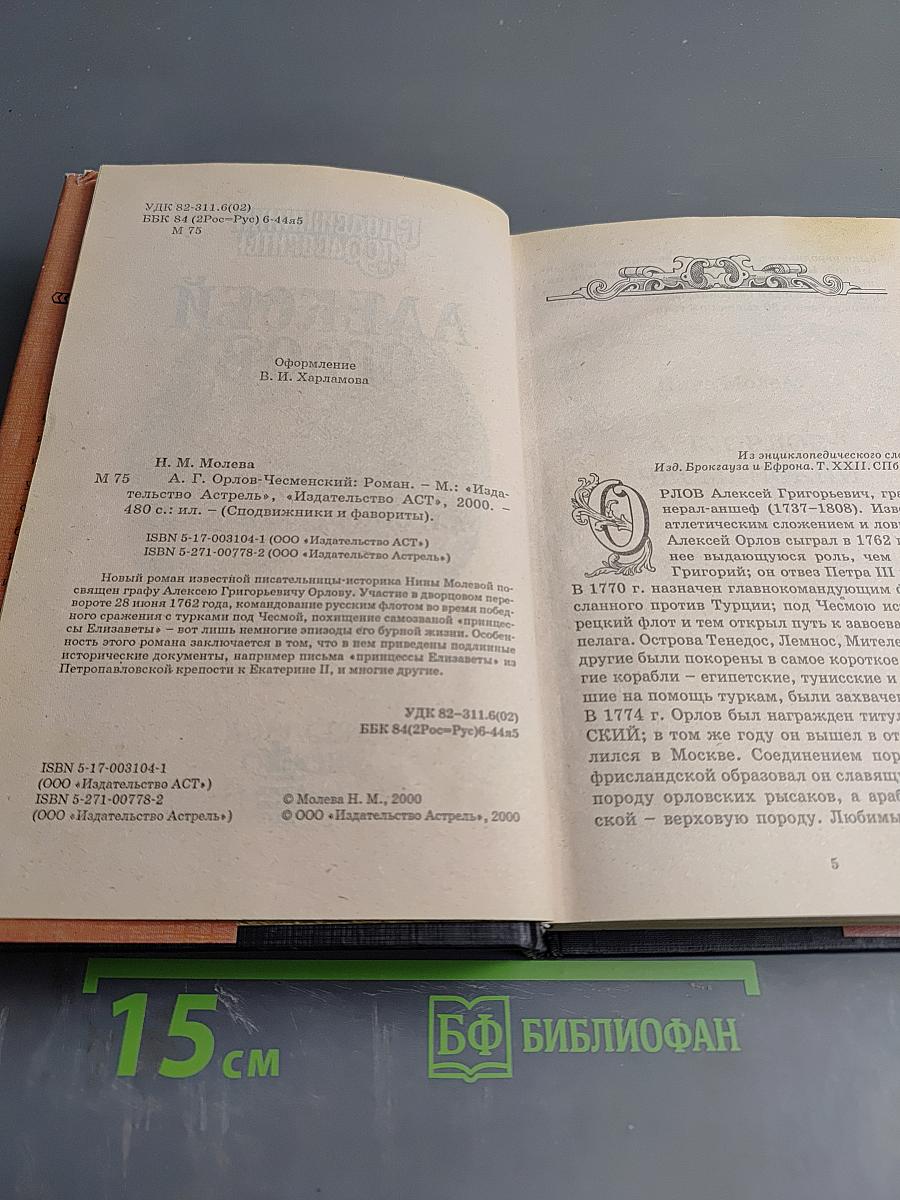 УДК 82-311.6(02)
ББК 84 (2Рос=Рус) 6-44я5
М 75
Оформление
В. И. Харламова
Н. М. Молева
М 75 А. Г. Орлов-Чесменский: Роман. – М.: «Изда-
тельство Астрель», «Издательство АСТ», 2000. –
480 с.: ил. – (Сподвижники и фавориты).
ISBN 5-17-003104-1 (ООО «Издательство АСТ»)
ISBN 5-271-00778-2 (ООО «Издательство Астрель»)
Новый роман известной писательницы-историка Нины Молевой по-
священ графу Алексею Григорьевичу Орлову. Участие в дворцовом пере-
вороте 28 июня 1762 года, командование русским флотом во время побед-
ного сражения с турками под Чесмой, похищение самозваной «принцес-
сы Елизаветы» – вот лишь немногие эпизоды его бурной жизни. Особен-
ность этого романа заключается в том, что в нем приведены подлинные
исторические документы, например письма «принцессы Елизаветы» из
Петропавловской крепости к Екатерине II, и многие другие.
УДК 82–311.6(02)
ББК 84(2Рос=Рус)6-44я5
ISBN 5-17-003104-1
(ООО «Издательство АСТ»)
ISBN 5-271-00778-2
(ООО «Издательство Астрель»)
© Молева Н. М., 2000
© ООО «Издательство Астрель», 2000
Из энциклопедического сло
Изд. Брокгауза и Ефрона. Т. XXII. СПб
ОРЛОВ Алексей Григорьевич, гра
нерал-аншеф (1737–1808). Изве
атлетическим сложением и лов
Алексей Орлов сыграл в 1762 г
нее выдающуюся роль, чем
Григорий; он отвез Петра III
В 1770 г. назначен главнокомандующим ф
сланного против Турции; под Чесмою ис
рецкий флот и тем открыл путь к завоева
пелага. Острова Тенедос, Лемнос, Мителе
другие были покорены в самое короткое
гие корабли – египетские, тунисские и
шие на помощь туркам, были захваче
В 1774 г. Орлов был награжден титул
СКИЙ; в том же году он вышел в от
лился в Москве. Соединением пор
фрисландской образовал он славящу
породу орловских рысаков, а араб
ской – верховую породу. Любимы
5
15 см
БФ БИБЛИОФАН